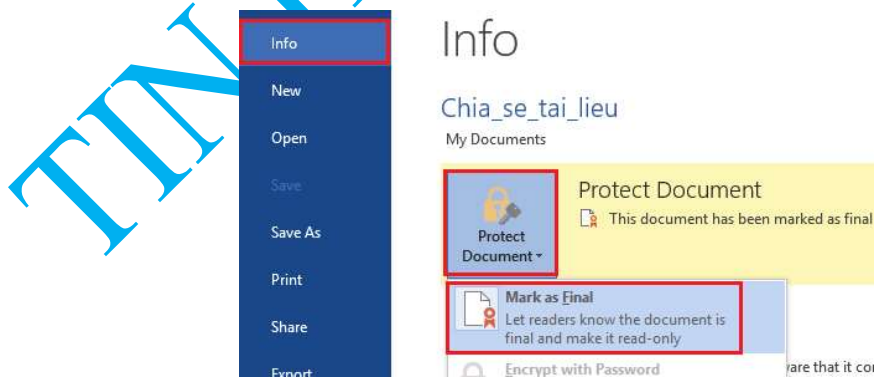 TIN
Info
New
Open
Save
Save As
Print
Share
Export
Info
Chia_se_tai_lieu
My Documents
Protect
Document
Protect Document
This document has been marked as final
Mark as Final
Let readers know the document is
final and make it read-only
Encrypt with Password
that it